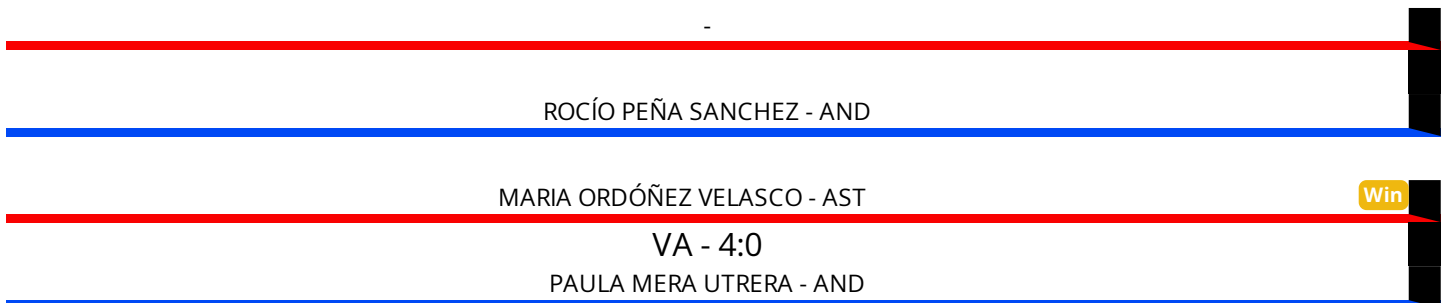 -
ROCÍO PEÑA SANCHEZ - AND
MARIA ORDÓÑEZ VELASCO - AST
Win
VA - 4:0
PAULA MERA UTRERA - AND